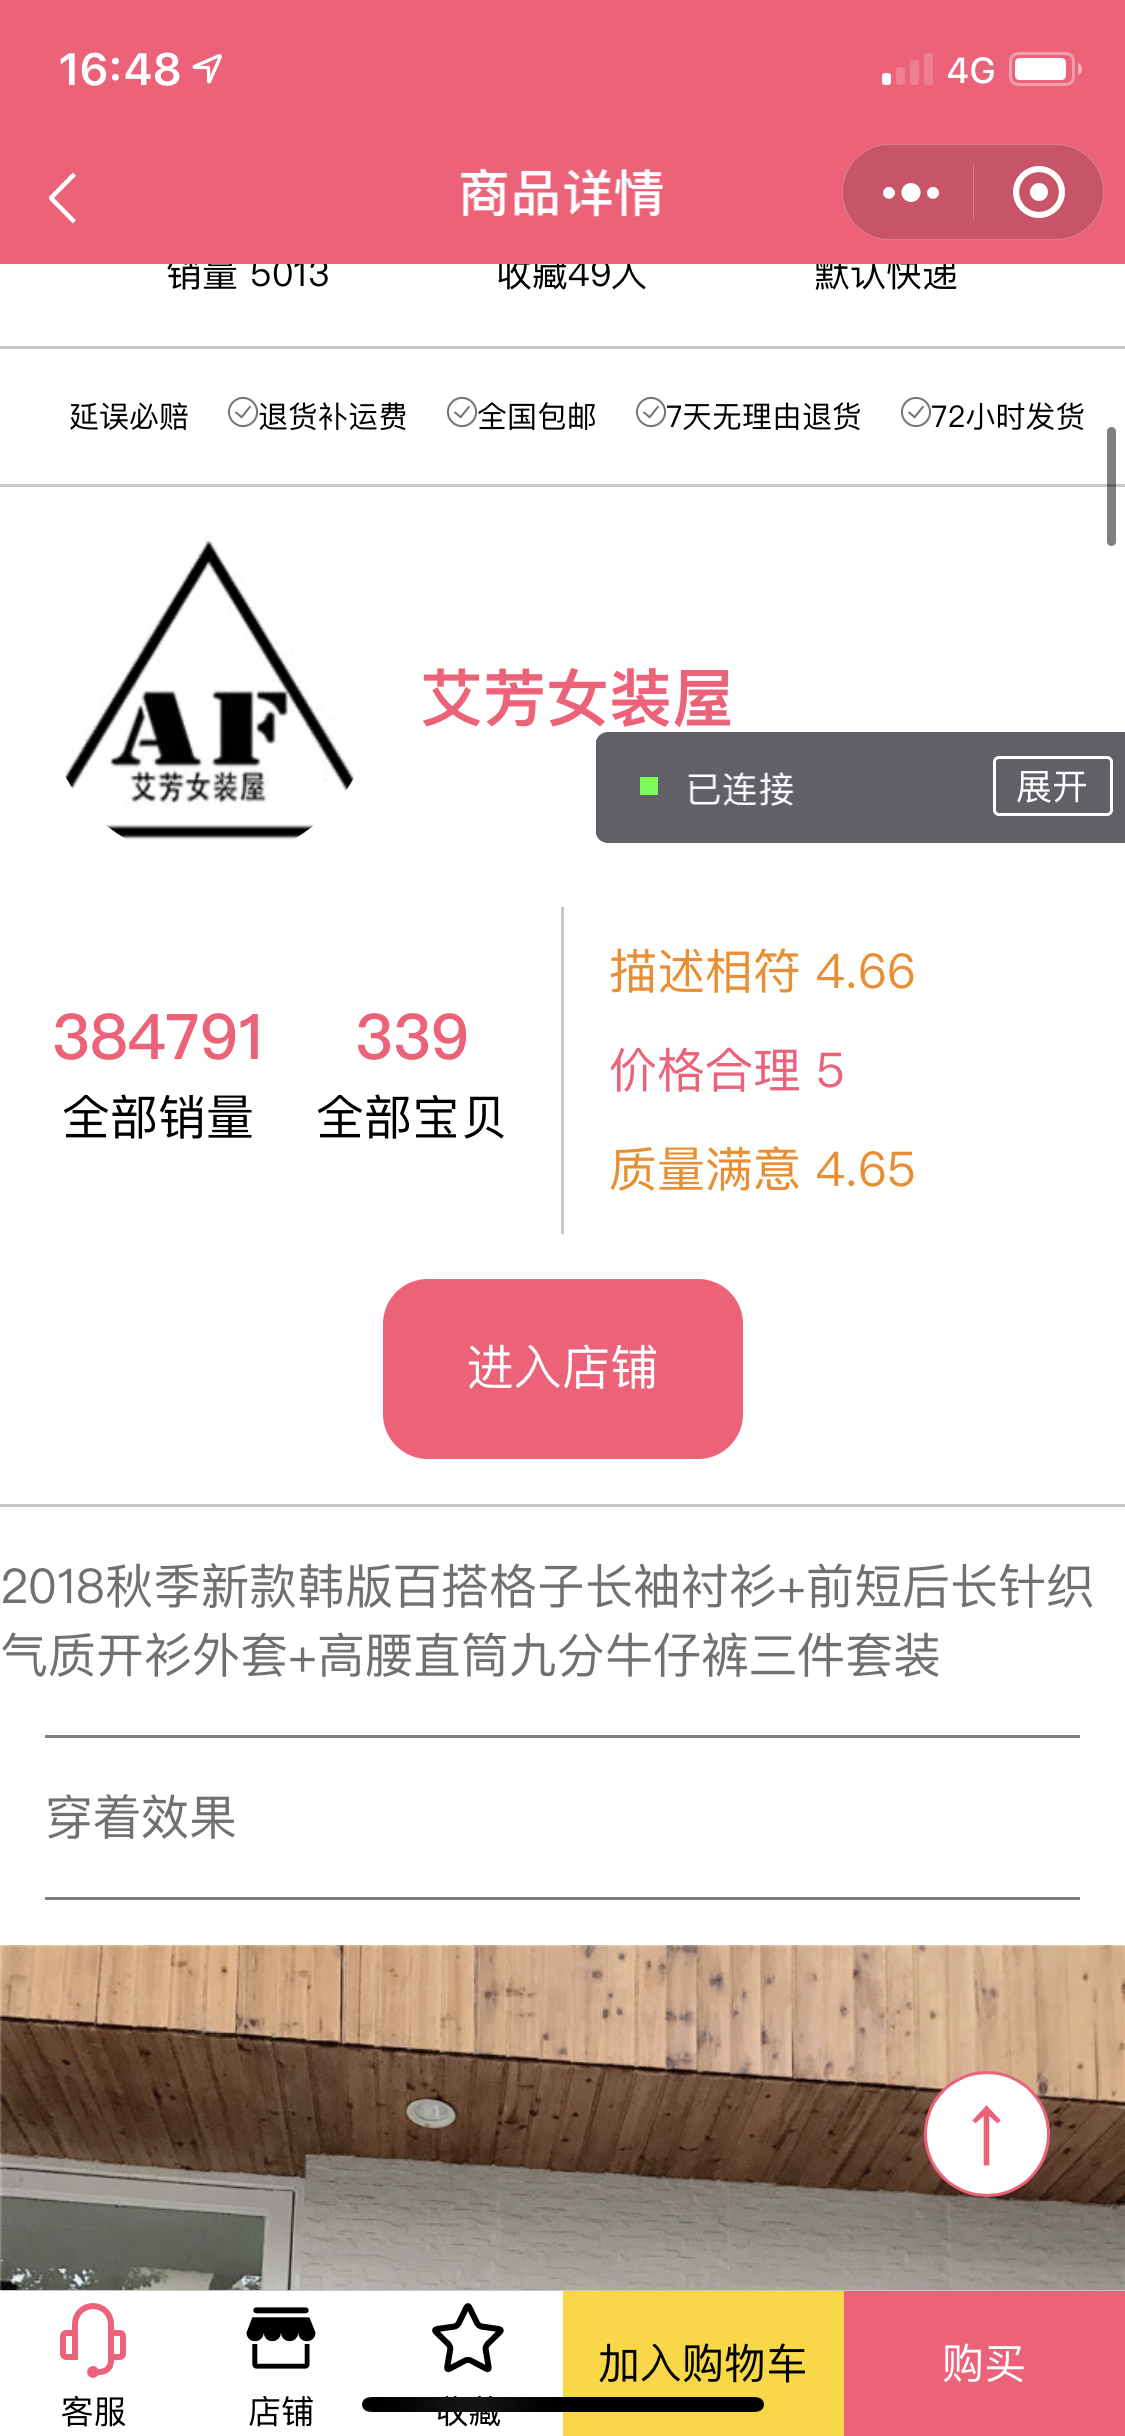 16:48
4G
商品详情
销量 5013
收藏49人
默认快递
延误必赔
退货补运费
全国包邮
7天无理由退货
72小时发货
AF
艾芳女装屋
艾芳女装屋
已连接
展开
384791
全部销量
339
全部宝贝
描述相符 4.66
价格合理 5
质量满意 4.65
进入店铺
2018秋季新款韩版百搭格子长袖衬衫+前短后长针织
气质开衫外套+高腰直筒九分牛仔裤三件套装
穿着效果
客服
店铺
收藏
加入购物车
购买